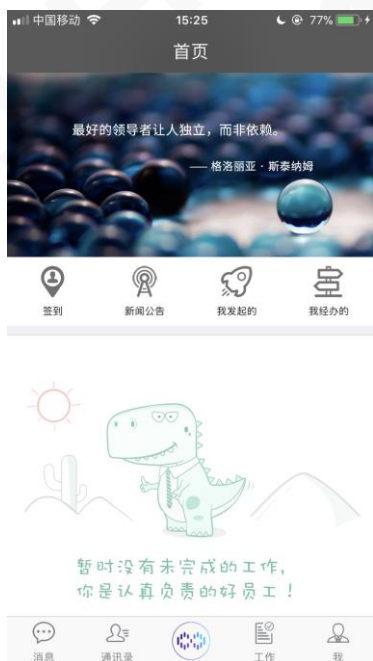 中国移动 15:25 77%
首页
最好的领导者让人独立，而非依赖。
—— 格洛丽亚 · 斯泰纳姆
签到 新闻公告 我发起的 我经办的
暂时没有未完成的工作，
你是认真负责的好员工！
消息 通讯录 工作 我